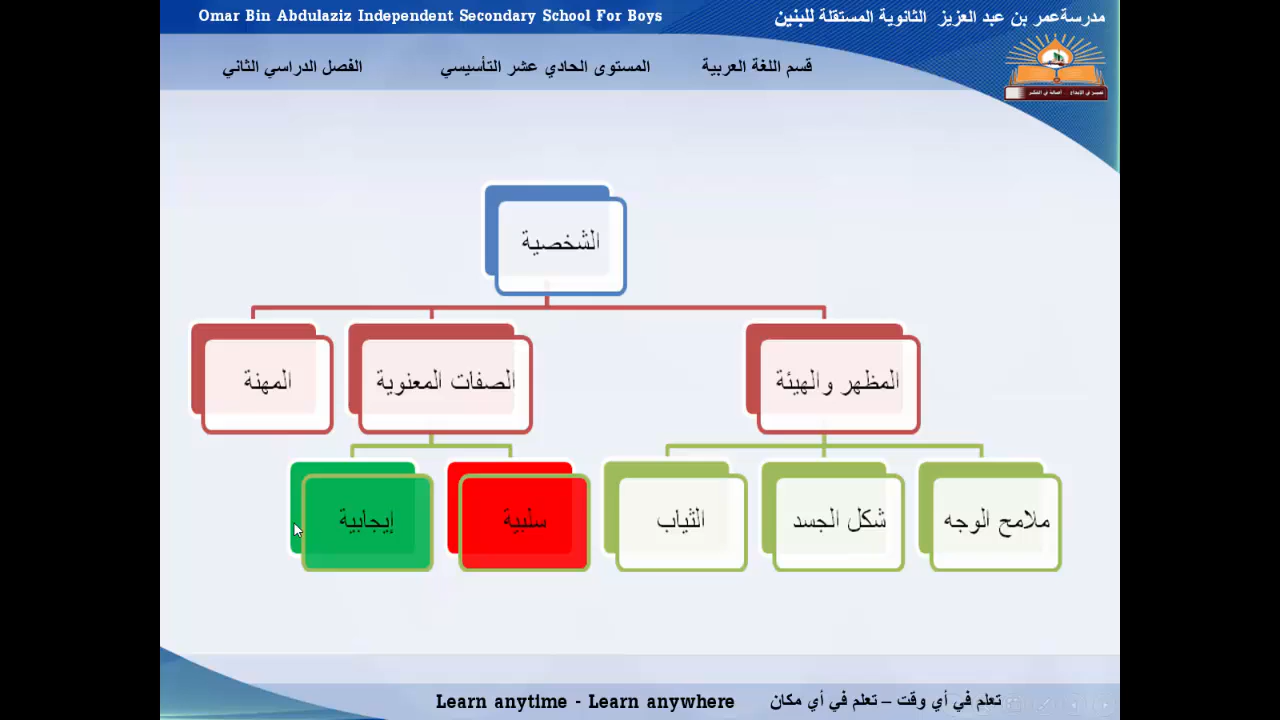 Omar Bin Abdulaziz Independent Secondary School For Boys
مدرسةعمر بن عبد العزيز الثانوية المستقلة للبنين
قسم اللغة العربية
المستوى الحادي عشر التأسيسي
الفصل الدراسي الثاني
الشخصية
المظهر والهيئة
الصفات المعنوية
المهنة
ملامح الوجه
شكل الجسد
الثياب
سلبية
إيجابية
تعلم في أي وقت – تعلم في أي مكان
Learn anytime - Learn anywhere